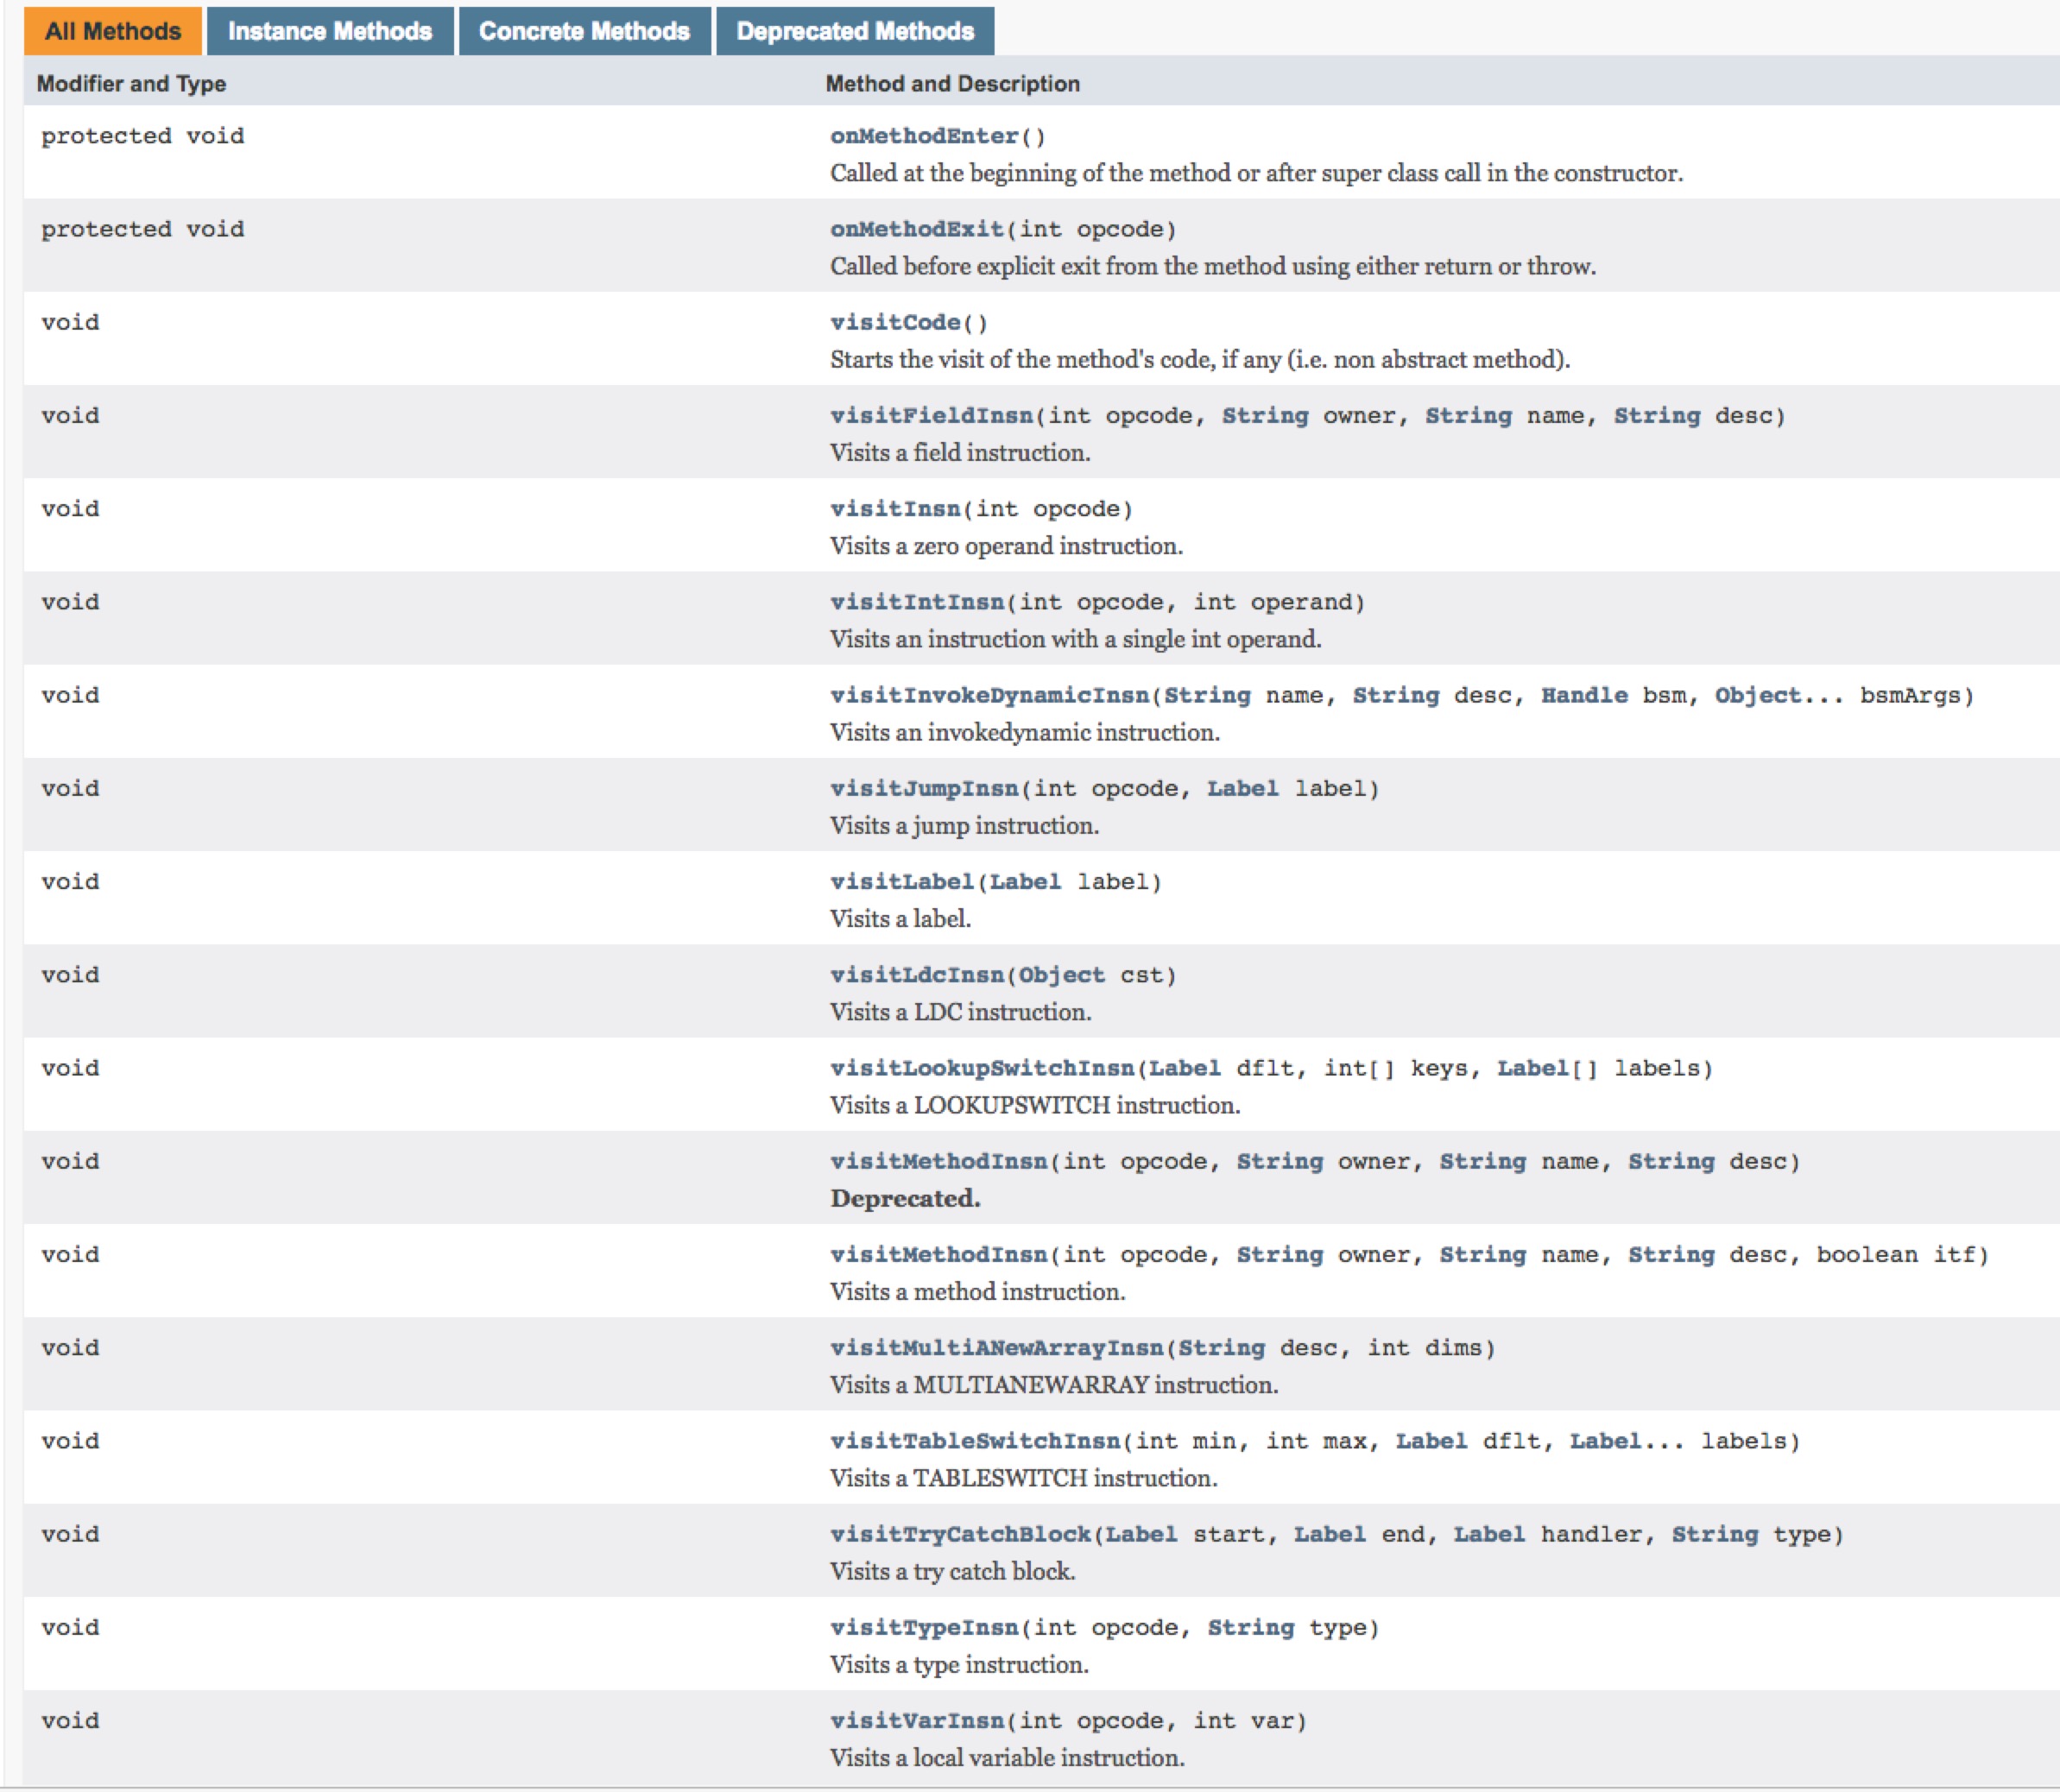 All Methods Instance Methods Concrete Methods Deprecated Methods
Modifier and Type Method and Description
protected void onMethodEnter()
Called at the beginning of the method or after super class call in the constructor.
protected void onMethodExit(int opcode)
Called before explicit exit from the method using either return or throw.
void visitCode()
Starts the visit of the method's code, if any (i.e. non abstract method).
void visitFieldInsn(int opcode, String owner, String name, String desc)
Visits a field instruction.
void visitInsn(int opcode)
Visits a zero operand instruction.
void visitIntInsn(int opcode, int operand)
Visits an instruction with a single int operand.
void visitInvokeDynamicInsn(String name, String desc, Handle bsm, Object... bsmArgs)
Visits an invokedynamic instruction.
void visitJumpInsn(int opcode, Label label)
Visits a jump instruction.
void visitLabel(Label label)
Visits a label.
void visitLdcInsn(Object cst)
Visits a LDC instruction.
void visitLookupSwitchInsn(Label dflt, int[] keys, Label[] labels)
Visits a LOOKUPSWITCH instruction.
void visitMethodInsn(int opcode, String owner, String name, String desc)
Deprecated.
void visitMethodInsn(int opcode, String owner, String name, String desc, boolean itf)
Visits a method instruction.
void visitMultiANewArrayInsn(String desc, int dims)
Visits a MULTIANEWARRAY instruction.
void visitTableSwitchInsn(int min, int max, Label dflt, Label... labels)
Visits a TABLESWITCH instruction.
void visitTryCatchBlock(Label start, Label end, Label handler, String type)
Visits a try catch block.
void visitTypeInsn(int opcode, String type)
Visits a type instruction.
void visitVarInsn(int opcode, int var)
Visits a local variable instruction.